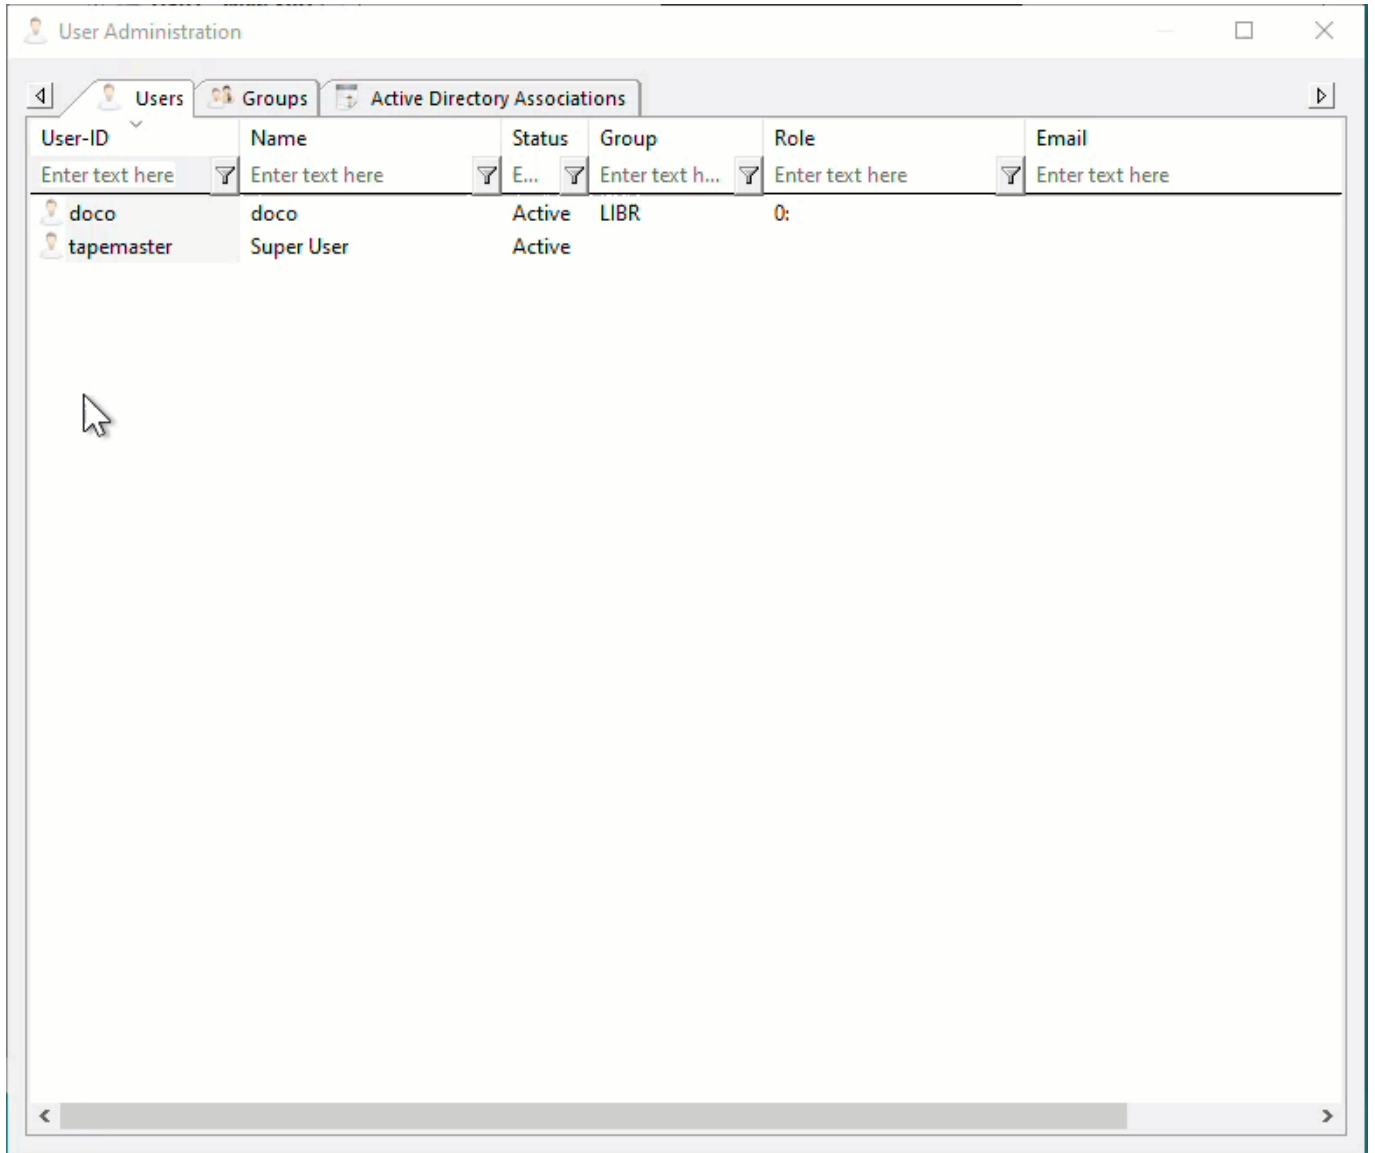 User Administration
Users Groups Active Directory Associations
User-ID Name Status Group Role Email
Enter text here Enter text here E... Enter text h... Enter text here Enter text here
doco doco Active LIBR 0:
tapemaster Super User Active